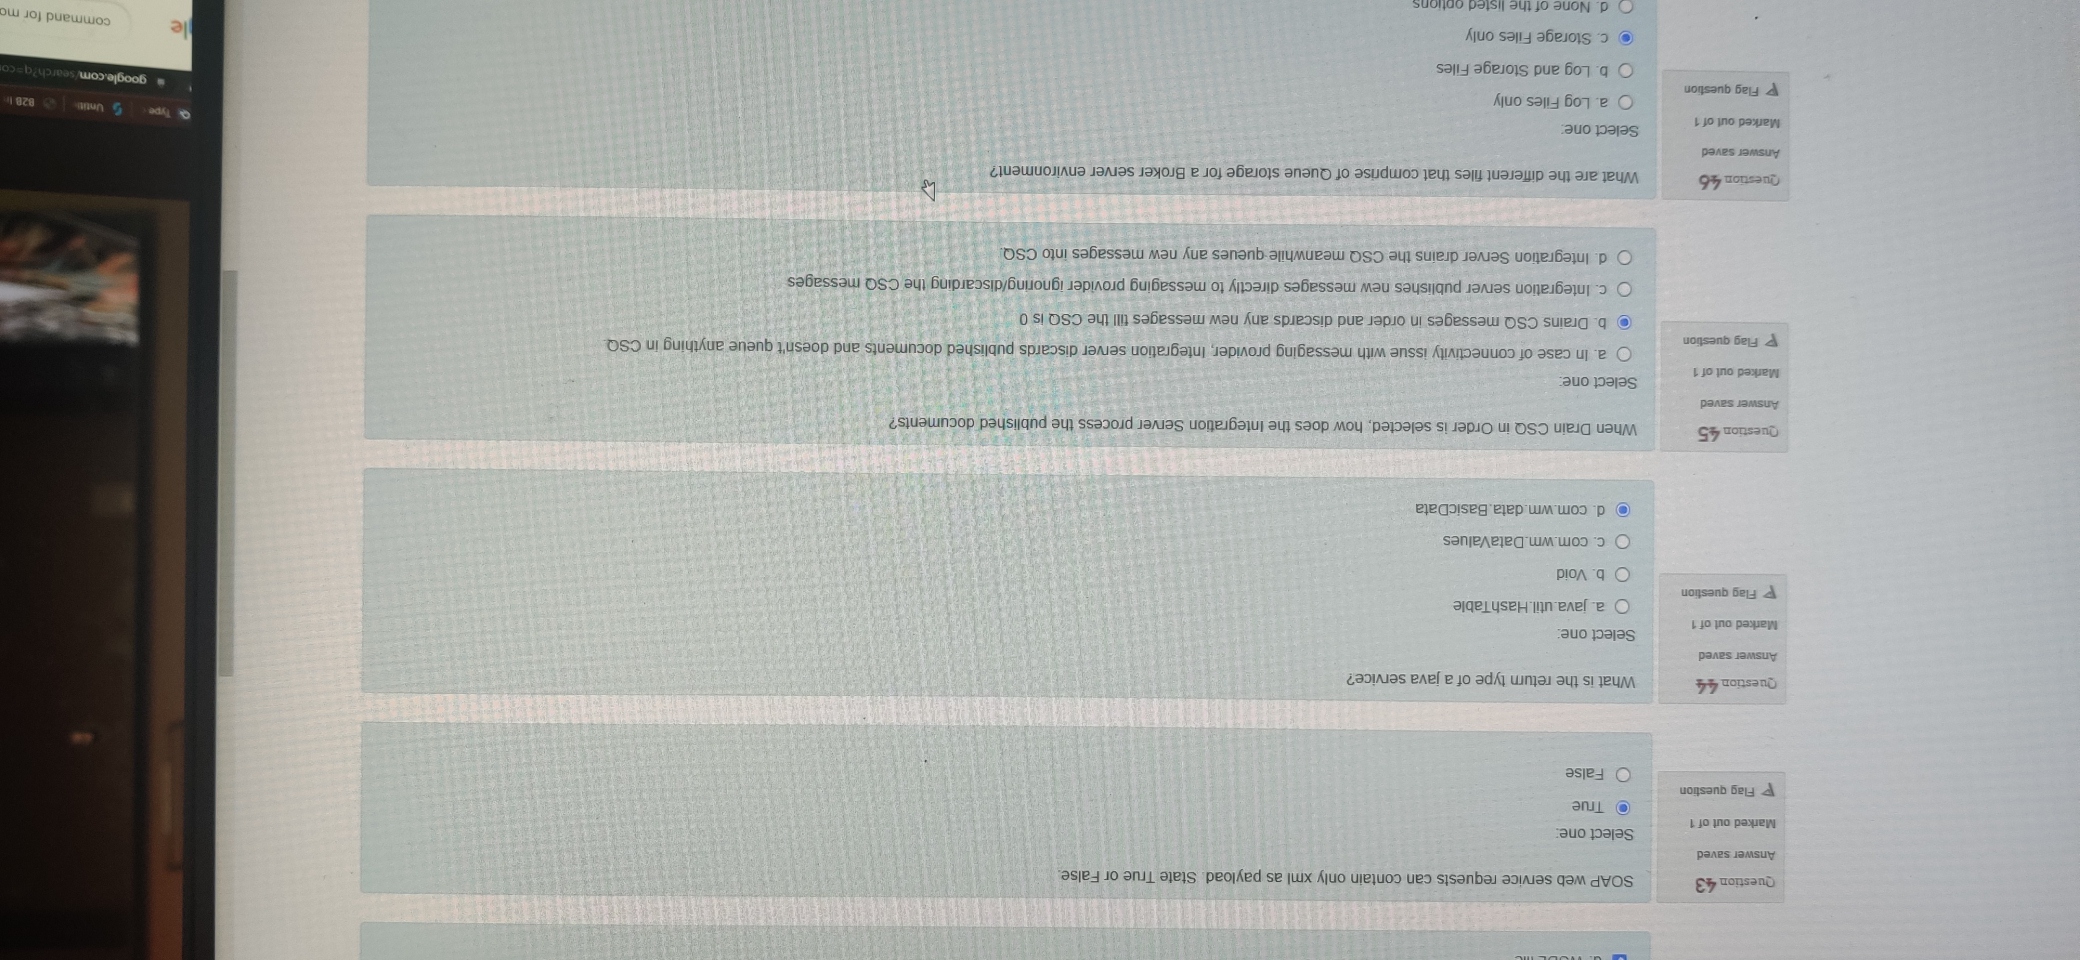 d. WSDL file
Question 43
Answer saved
Marked out of 1
Flag question
SOAP web service requests can contain only xml as payload. State True or False.
Select one:
True
False
Question 44
Answer saved
Marked out of 1
Flag question
What is the return type of a java service?
Select one:
a. java.util.HashTable
b. Void
c. com.wm.DataValues
d. com.wm.data.BasicData
Question 45
Answer saved
Marked out of 1
Flag question
When Drain CSQ in Order is selected, how does the Integration Server process the published documents?
Select one:
a. In case of connectivity issue with messaging provider, Integration server discards published documents and doesn't queue anything in CSQ
b. Drains CSQ messages in order and discards any new messages till the CSQ is 0
c. Integration server publishes new messages directly to messaging provider ignoring/discarding the CSQ messages
d. Integration Server drains the CSQ meanwhile queues any new messages into CSQ.
Question 46
Answer saved
Marked out of 1
Flag question
What are the different files that comprise of Queue storage for a Broker server environment?
Select one:
a. Log Files only
b. Log and Storage Files
c. Storage Files only
d. None of the listed options
Type
Untitl
B2B
google.com/search?q=co
le
command for mo